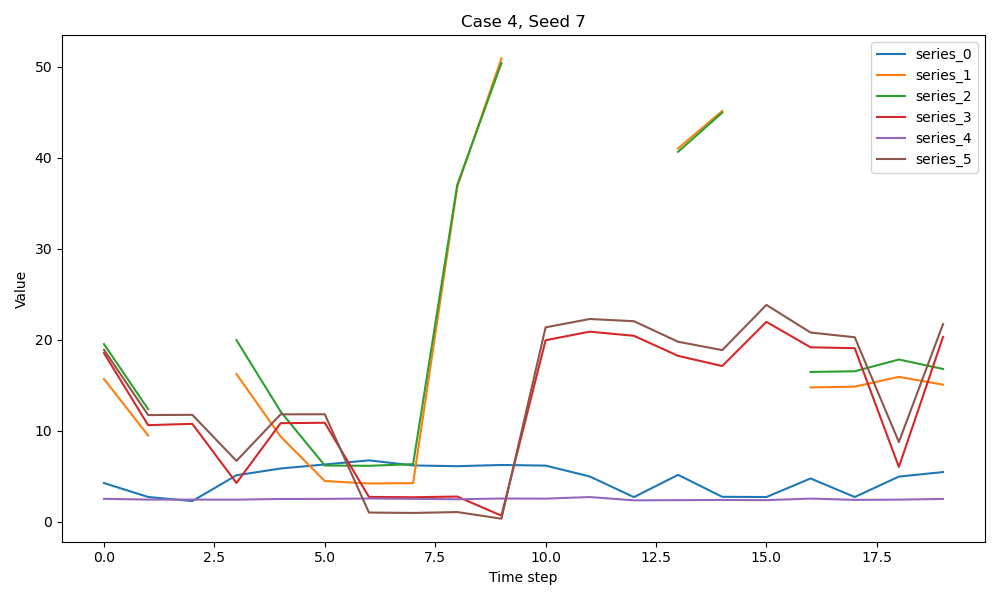 Case 4, Seed 7
50
40
30
20
10
0
Value
0.0 2.5 5.0 7.5 10.0 12.5 15.0 17.5
Time step
series_0
series_1
series_2
series_3
series_4
series_5